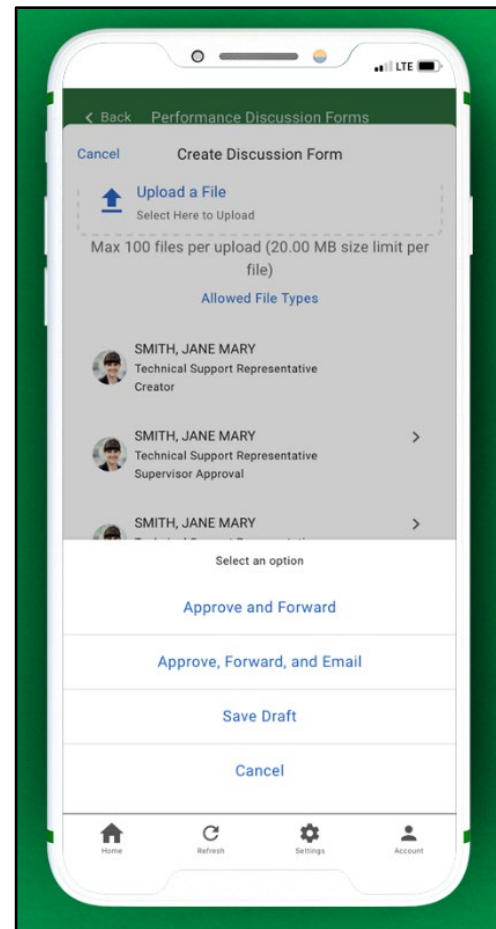 LTE
Back Performance Discussion Forms
Cancel Create Discussion Form
Upload a File
Select Here to Upload
Max 100 files per upload (20.00 MB size limit per
file)
Allowed File Types
SMITH, JANE MARY
Technical Support Representative
Creator
SMITH, JANE MARY
Technical Support Representative
Supervisor Approval
SMITH, JANE MARY
Select an option
Approve and Forward
Approve, Forward, and Email
Save Draft
Cancel
Home Refresh Settings Account